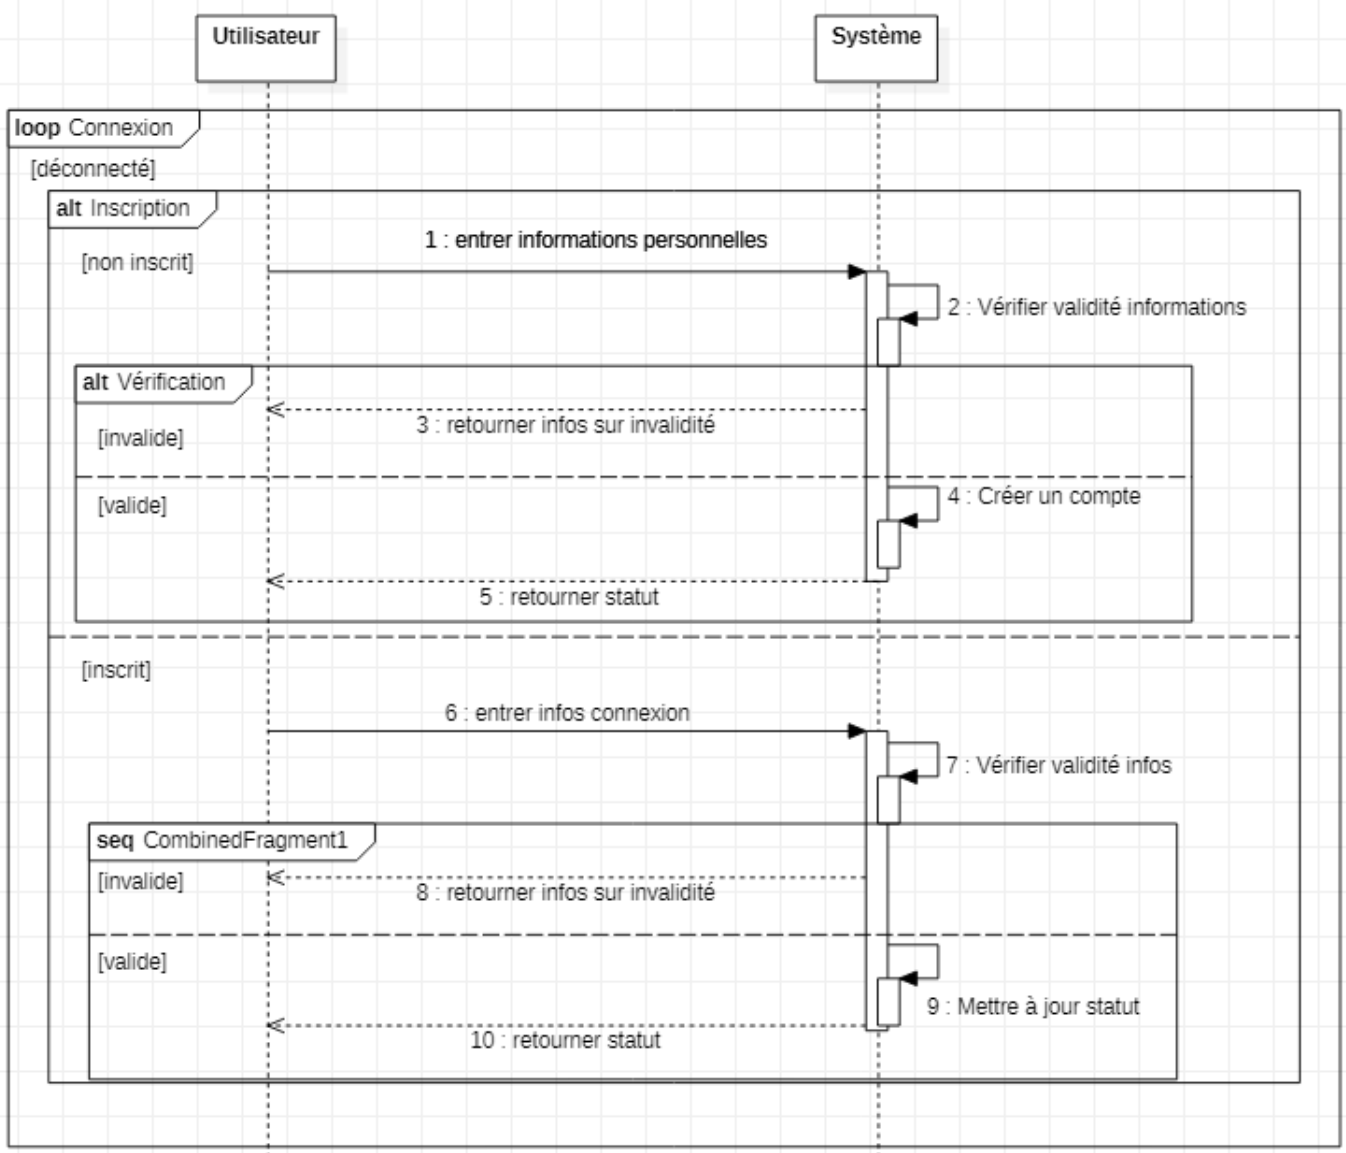 Utilisateur
Système
loop Connexion
[déconnecté]
alt Inscription
1 : entrer informations personnelles
[non inscrit]
2 : Vérifier validité informations
alt Vérification
3 : retourner infos sur invalidité
[invalide]
4 : Créer un compte
[valide]
5 : retourner statut
[inscrit]
6 : entrer infos connexion
7 : Vérifier validité infos
seq CombinedFragment1
[invalide]
8 : retourner infos sur invalidité
[valide]
9 : Mettre à jour statut
10 : retourner statut